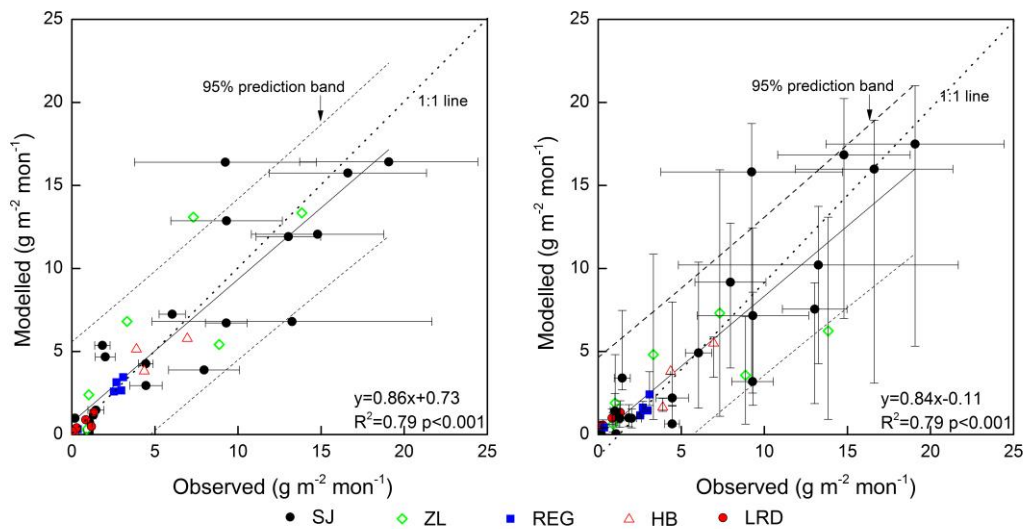 25
20
15
10
5
0
0 5 10 15 20 25
Modelled (g m⁻² mon⁻¹)
Observed (g m⁻² mon⁻¹)
95% prediction band
1:1 line
y=0.86x+0.73
R²=0.79 p<0.001
25
20
15
10
5
0
0 5 10 15 20 25
Modelled (g m⁻² mon⁻¹)
Observed (g m⁻² mon⁻¹)
95% prediction band
1:1 line
y=0.84x-0.11
R²=0.79 p<0.001
SJ ZL REG HB LRD